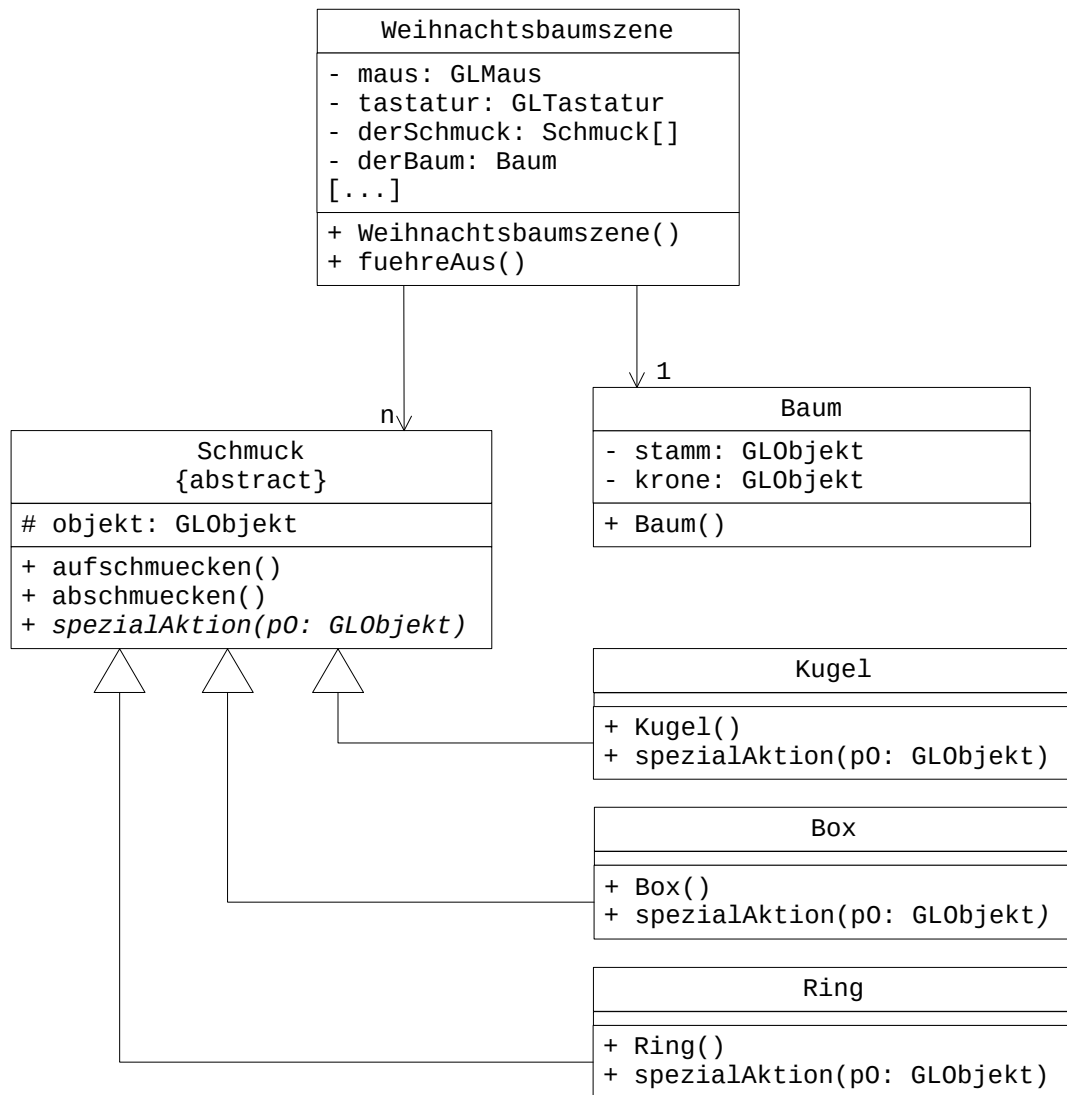 Weihnachtsbaumszene
- maus: GLMaus
- tastatur: GLTastatur
- derSchmuck: Schmuck[]
- derBaum: Baum
[...]
+ Weihnachtsbaumszene()
+ fuehreAus()
n
1
Schmuck
{abstract}
# objekt: GLObjekt
+ aufschmuecken()
+ abschmuecken()
+ spezialAktion(pO: GLObjekt)
Baum
- stamm: GLObjekt
- krone: GLObjekt
+ Baum()
Kugel
+ Kugel()
+ spezialAktion(pO: GLObjekt)
Box
+ Box()
+ spezialAktion(pO: GLObjekt)
Ring
+ Ring()
+ spezialAktion(pO: GLObjekt)